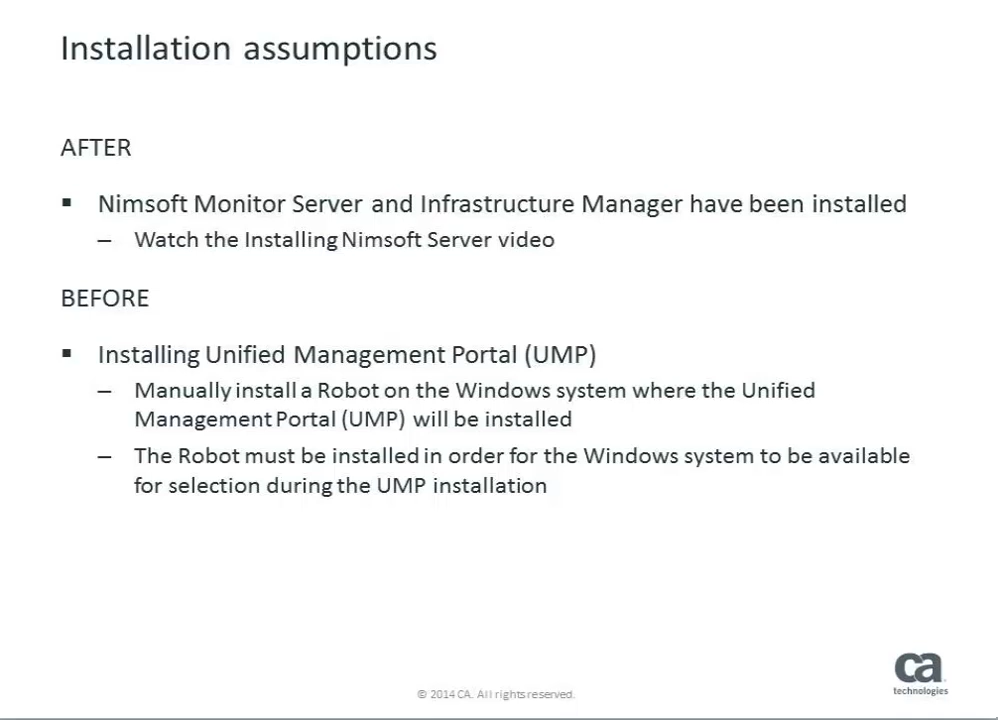 Installation assumptions
AFTER
▪ Nimsoft Monitor Server and Infrastructure Manager have been installed
– Watch the Installing Nimsoft Server video
BEFORE
▪ Installing Unified Management Portal (UMP)
– Manually install a Robot on the Windows system where the Unified
Management Portal (UMP) will be installed
– The Robot must be installed in order for the Windows system to be available
for selection during the UMP installation
© 2014 CA. All rights reserved.
ca
technologies